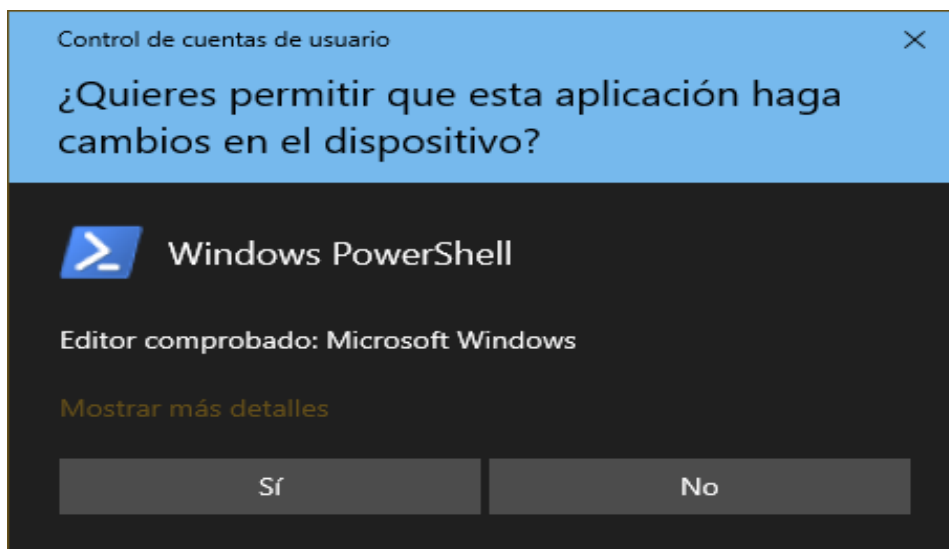 Control de cuentas de usuario
¿Quieres permitir que esta aplicación haga
cambios en el dispositivo?
Windows PowerShell
Editor comprobado: Microsoft Windows
Mostrar más detalles
Sí
No